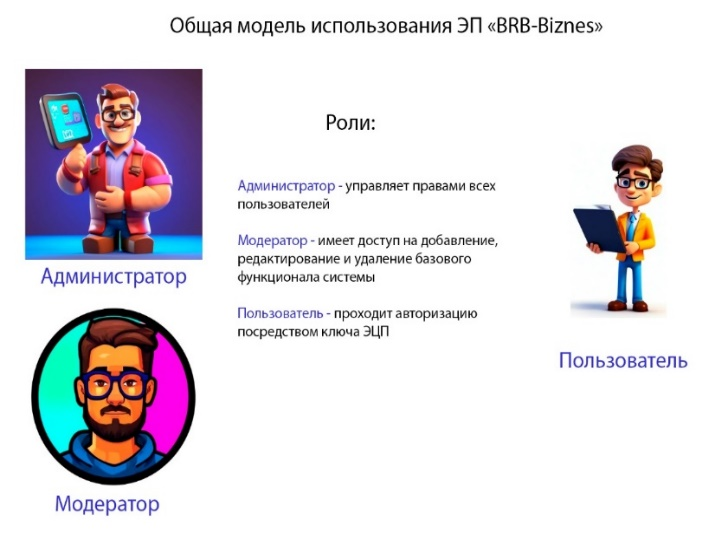 Общая модель использования ЭП «BRB-Biznes»
Роли:
Администратор - управляет правами всех
пользователей
Модератор - имеет доступ на добавление,
редактирование и удаление базового
функционала системы
Пользователь - проходит авторизацию
посредством ключа ЭЦП
Администратор
Пользователь
Модератор